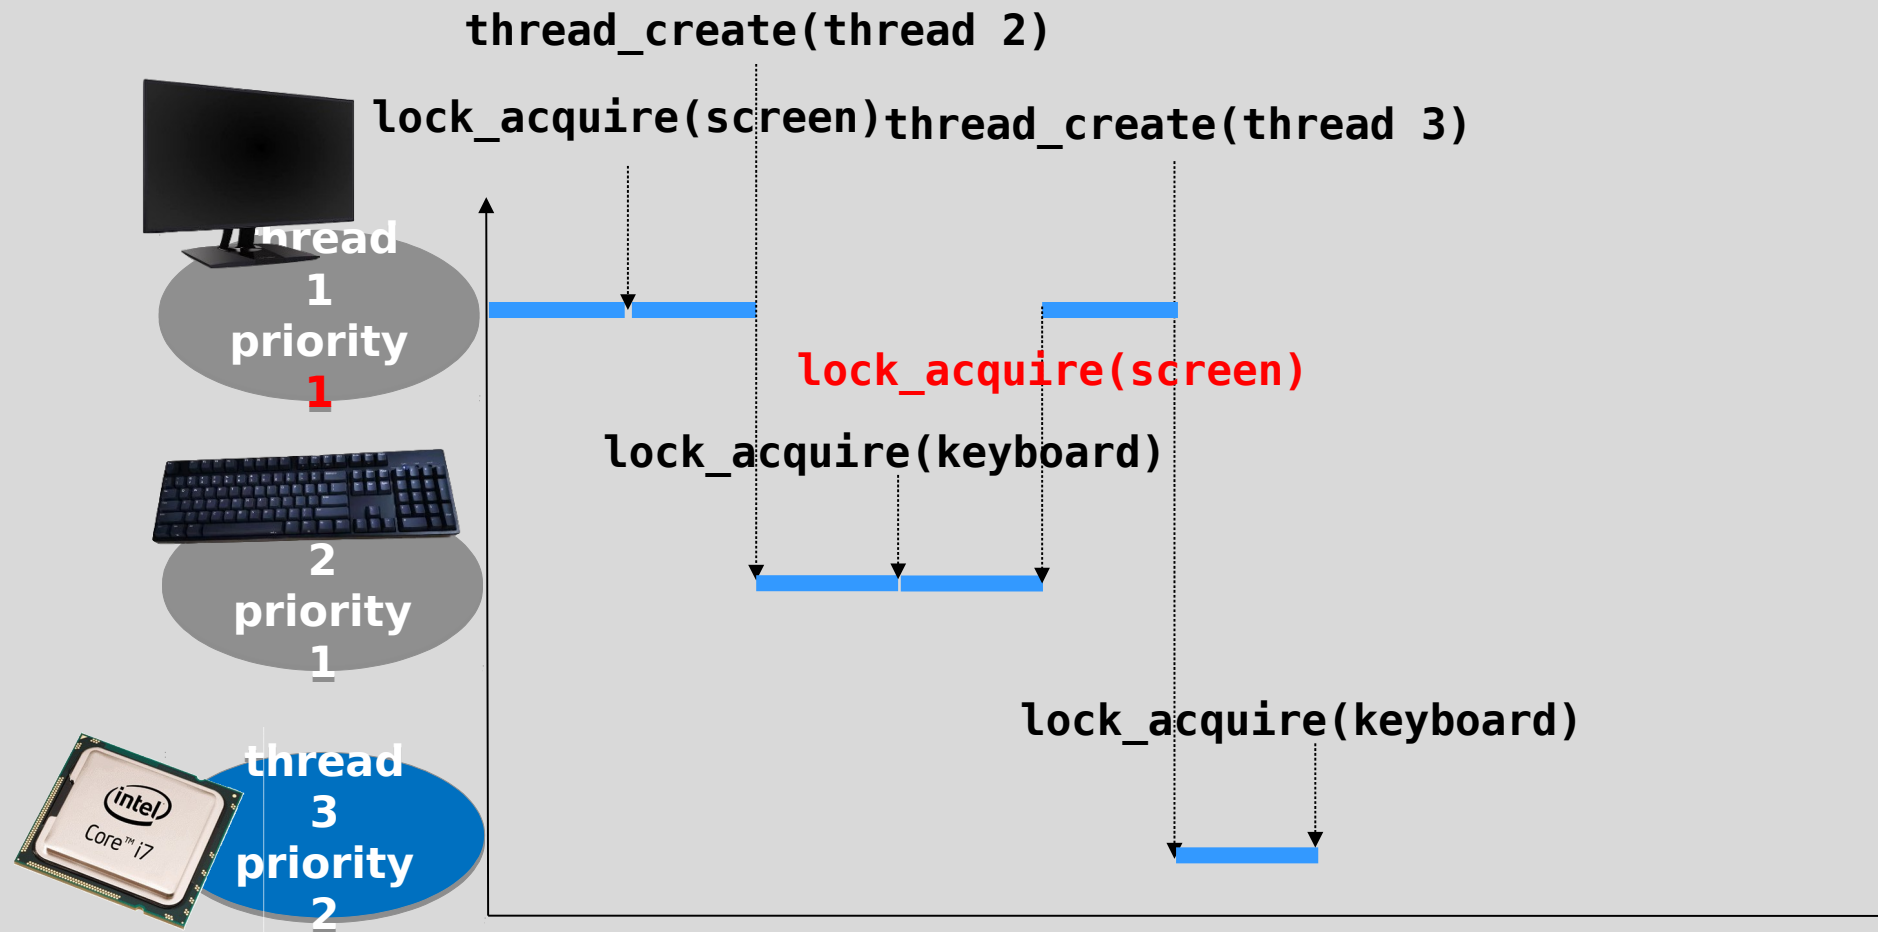 thread_create(thread 2)
lock_acquire(screen)
thread_create(thread 3)
hread
1
priority
1
lock_acquire(screen)
lock_acquire(keyboard)
2
priority
1
lock_acquire(keyboard)
thread
3
priority
2
intel
Core™ i7